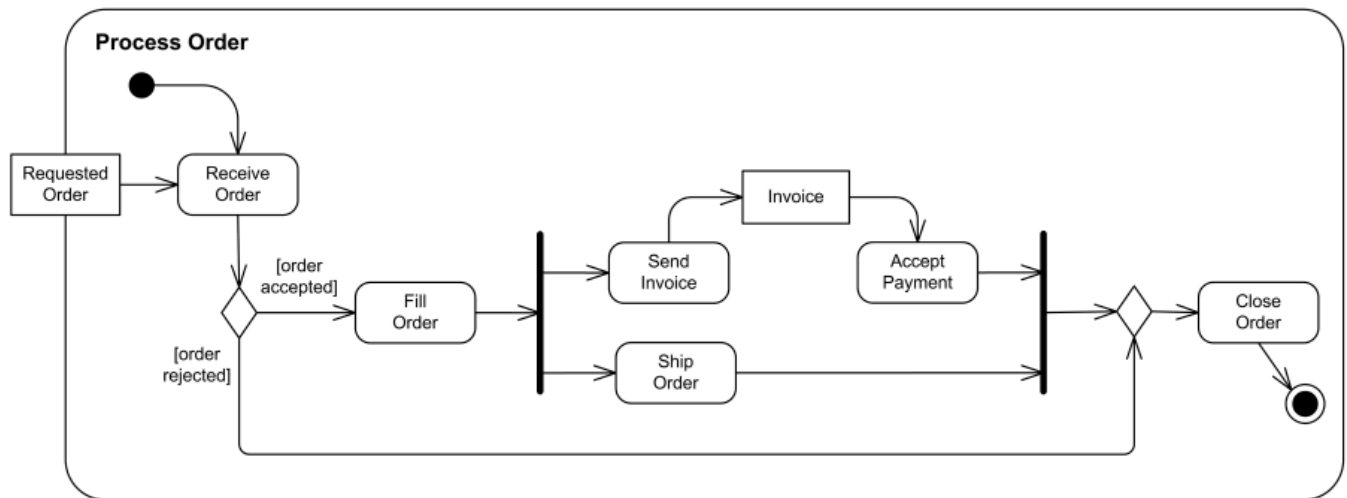 Process Order
Requested
Order
Receive
Order
[order
accepted]
[order
rejected]
Fill
Order
Send
Invoice
Invoice
Accept
Payment
Ship
Order
Close
Order